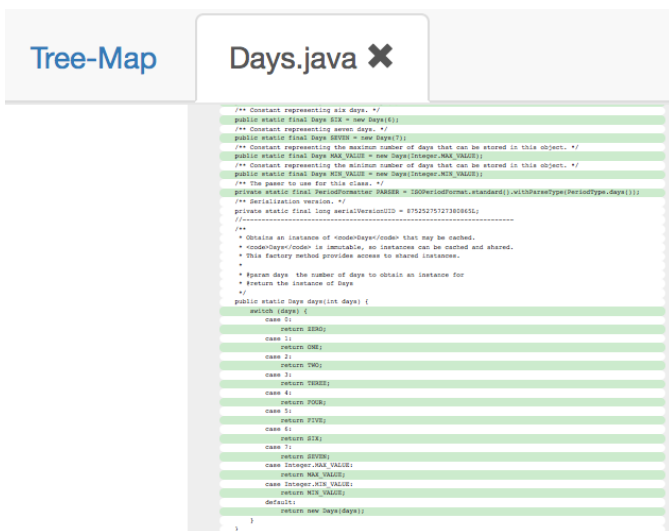 Tree-Map
Days.java ✖
/** Constant representing six days. */
public static final Days SIX = new Days(6);
/** Constant representing seven days. */
public static final Days SEVEN = new Days(7);
/** Constant representing the maximum number of days that can be stored in this object. */
public static final Days MAX_VALUE = new Days(Integer.MAX_VALUE);
/** Constant representing the minimum number of days that can be stored in this object. */
public static final Days MIN_VALUE = new Days(Integer.MIN_VALUE);
/** The paser to use for this class. */
private static final PeriodFormatter PARSER = ISOPeriodFormat.standard().withParseType(PeriodType.days());
/** Serialization version. */
private static final long serialVersionUID = 87525275727380865L;
//-----------------------------------------------------------------------
/**
* Obtains an instance of <code>Days</code> that may be cached.
* <code>Days</code> is immutable, so instances can be cached and shared.
* This factory method provides access to shared instances.
*
* @param days  the number of days to obtain an instance for
* @return the instance of Days
*/
public static Days days(int days) {
switch (days) {
case 0:
return ZERO;
case 1:
return ONE;
case 2:
return TWO;
case 3:
return THREE;
case 4:
return FOUR;
case 5:
return FIVE;
case 6:
return SIX;
case 7:
return SEVEN;
case Integer.MAX_VALUE:
return MAX_VALUE;
case Integer.MIN_VALUE:
return MIN_VALUE;
default:
return new Days(days);
}
}